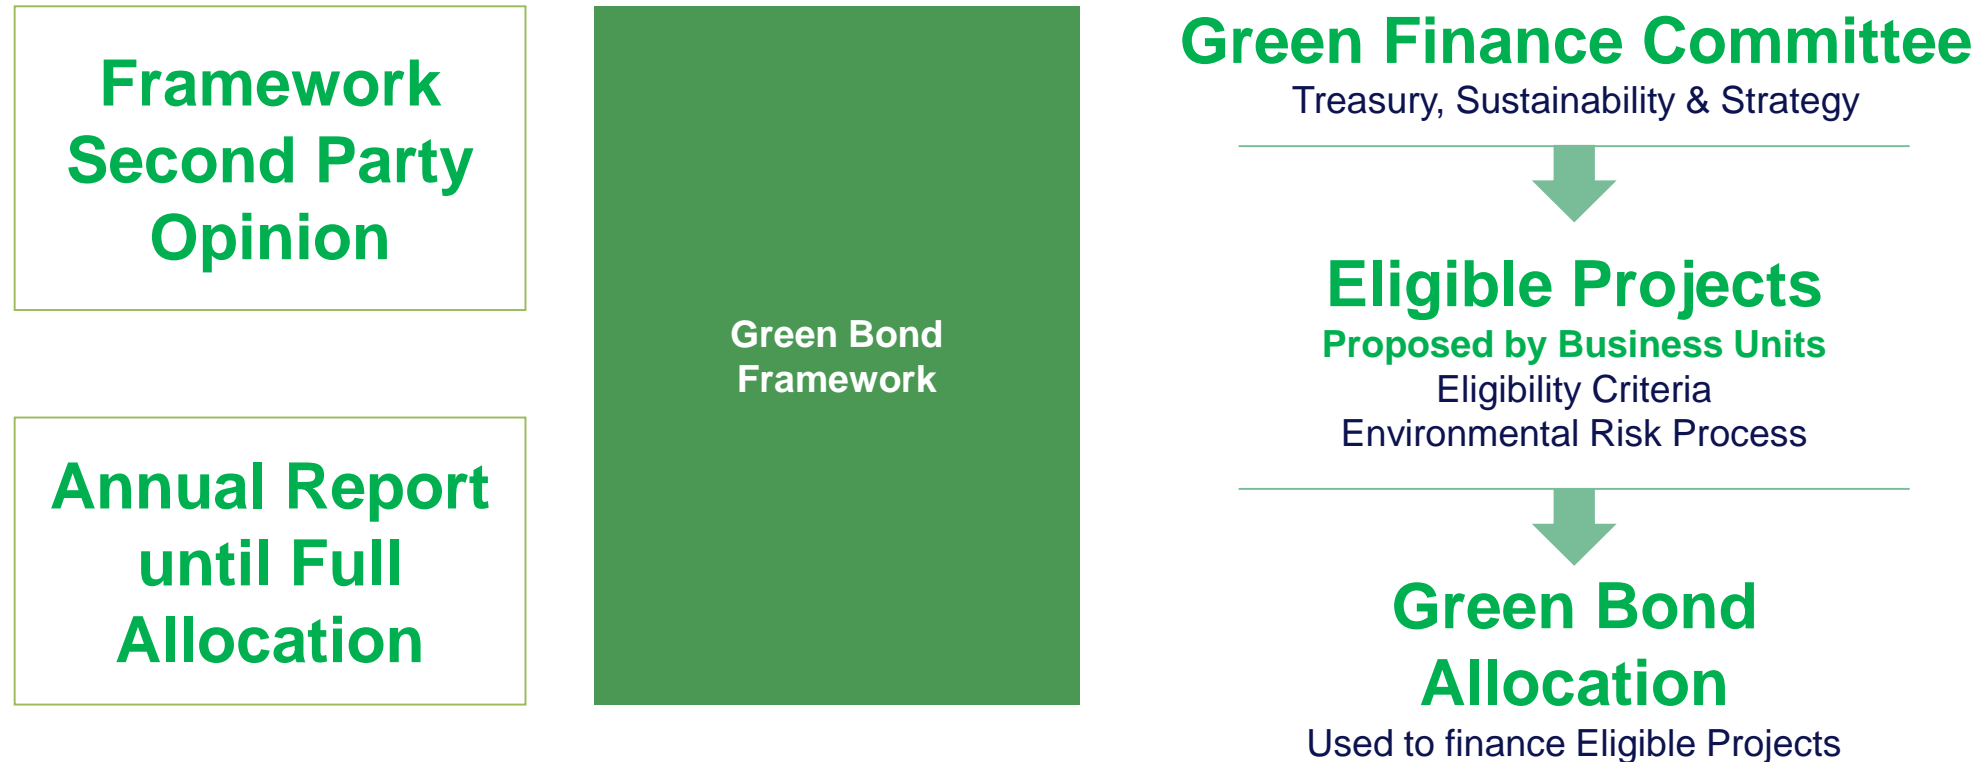 Framework
Second Party
Opinion
Annual Report
until Full
Allocation
Green Bond
Framework
Green Finance Committee
Treasury, Sustainability & Strategy
Eligible Projects
Proposed by Business Units
Eligibility Criteria
Environmental Risk Process
Green Bond
Allocation
Used to finance Eligible Projects